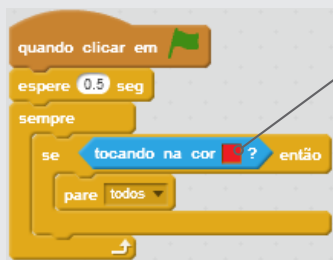 quando clicar em
espere 0.5 seg
sempre
se tocando na cor ? então
pare todos